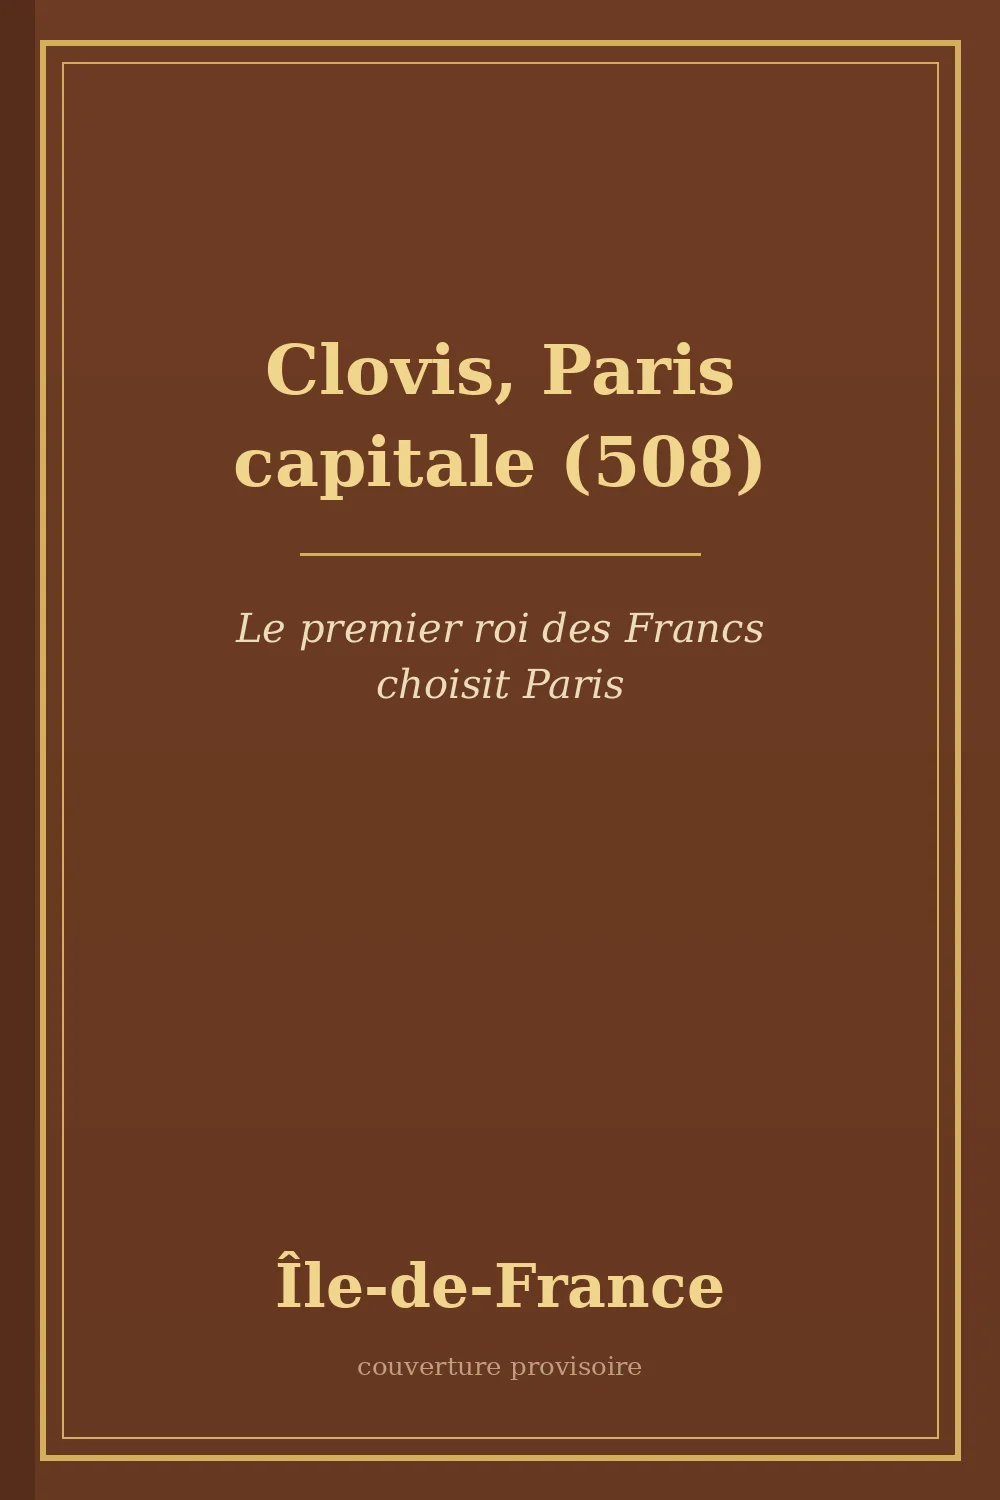 Clovis, Paris
capitale (508)
Le premier roi des Francs
choisit Paris
Île-de-France
couverture provisoire